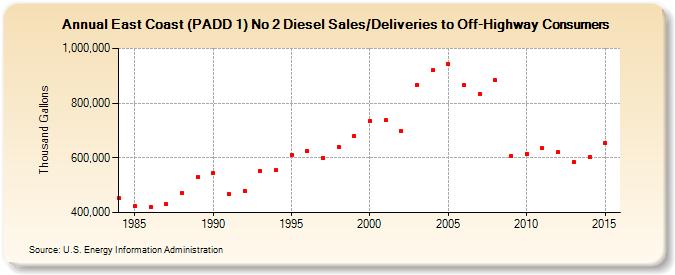 Annual East Coast (PADD 1) No 2 Diesel Sales/Deliveries to Off-Highway Consumers
Thousand Gallons
1,000,000
800,000
600,000
400,000
1985 1990 1995 2000 2005 2010 2015
Source: U.S. Energy Information Administration